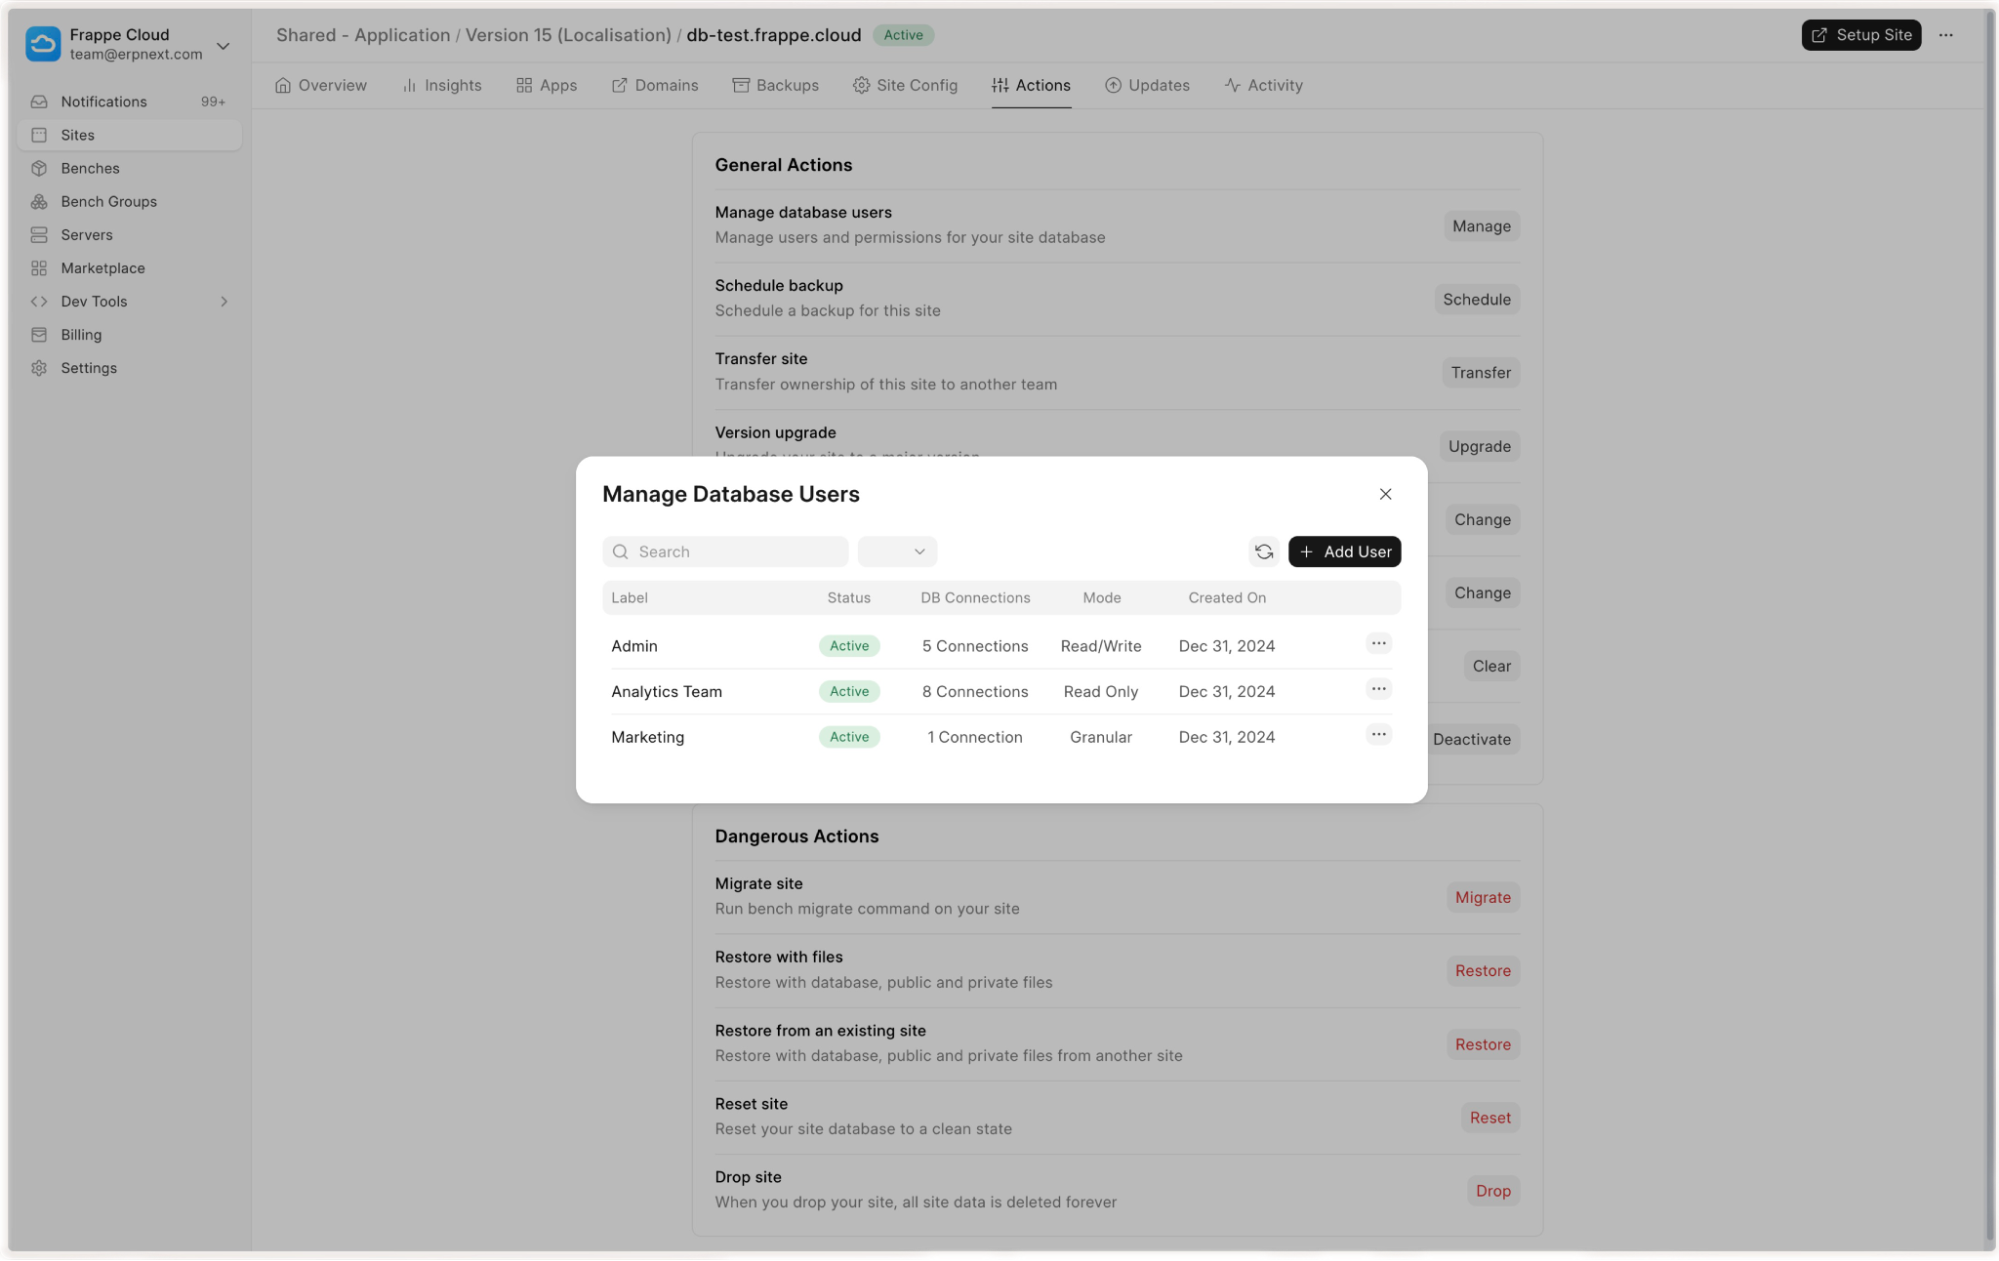 Frappe Cloud
team@erpnext.com
Notifications 99+
Sites
Benches
Bench Groups
Servers
Marketplace
Dev Tools
Billing
Settings
Shared - Application / Version 15 (Localisation) / db-test.frappe.cloud Active
Setup Site
Overview Insights Apps Domains Backups Site Config Actions Updates Activity
General Actions
Manage database users
Manage users and permissions for your site database
Manage
Schedule backup
Schedule a backup for this site
Schedule
Transfer site
Transfer ownership of this site to another team
Transfer
Version upgrade
Upgrade your site to a major version
Upgrade
Change
Change
Clear
Deactivate
Manage Database Users
Search
Add User
Label Status DB Connections Mode Created On
Admin Active 5 Connections Read/Write Dec 31, 2024
Analytics Team Active 8 Connections Read Only Dec 31, 2024
Marketing Active 1 Connection Granular Dec 31, 2024
Dangerous Actions
Migrate site
Run bench migrate command on your site
Migrate
Restore with files
Restore with database, public and private files
Restore
Restore from an existing site
Restore with database, public and private files from another site
Restore
Reset site
Reset your site database to a clean state
Reset
Drop site
When you drop your site, all site data is deleted forever
Drop